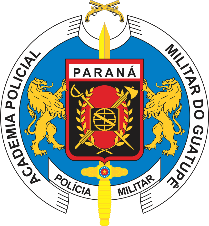 ACADEMIA POLICIAL MILITAR DO GUATUPÊ
PARANÁ
POLÍCIA MILITAR